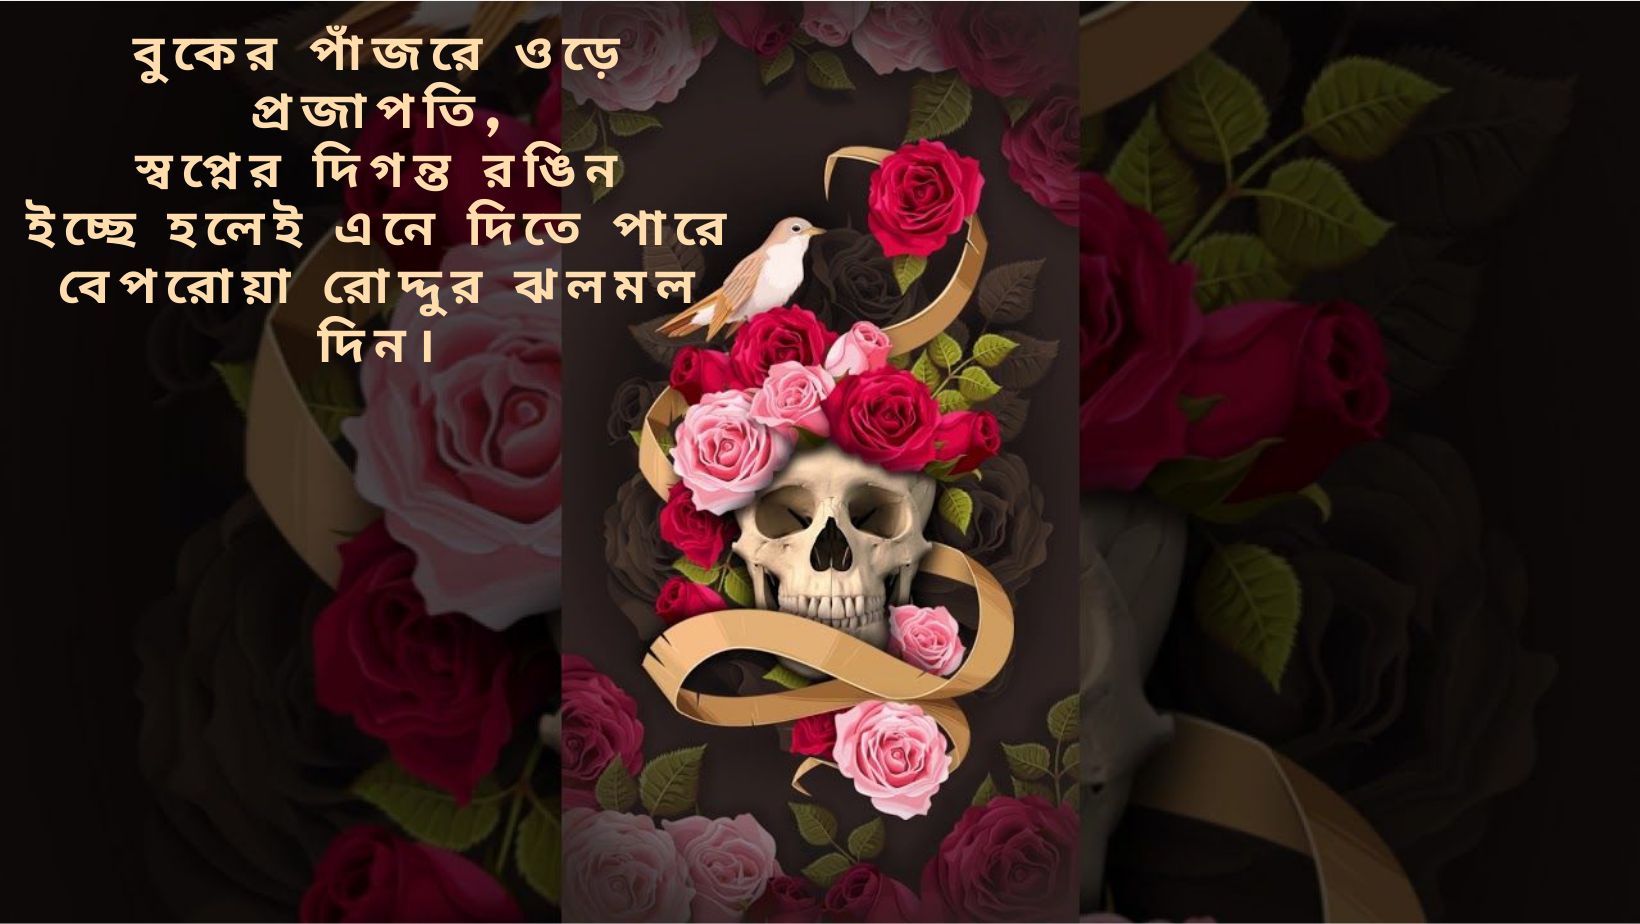 বুকের পাঁজরে ওড়ে
প্রজাপতি,
স্বপ্নের দিগন্ত রঙিন
ইচ্ছে হলেই এনে দিতে পারে
বেপরোয়া রোদ্দুর ঝলমল
দিন।